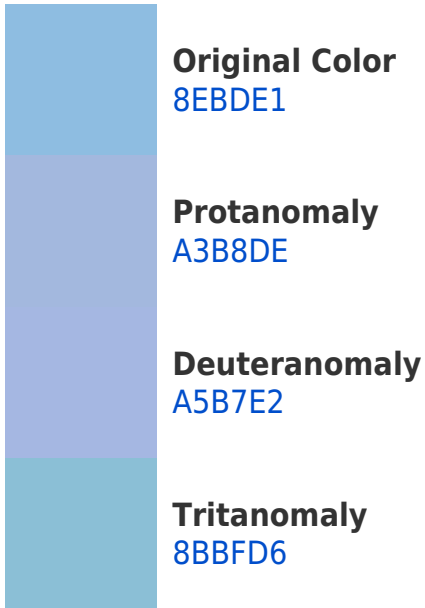 Original Color
8EBDE1
Protanomaly
A3B8DE
Deuteranomaly
A5B7E2
Tritanomaly
8BBFD6